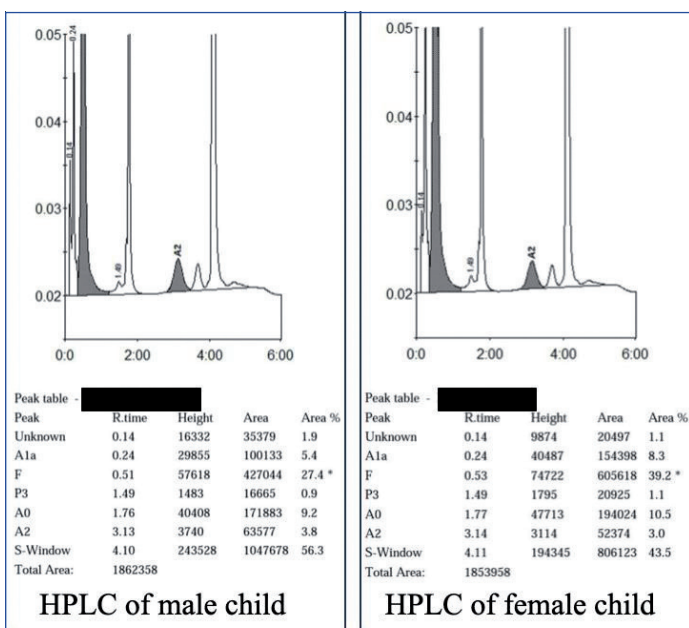 0.05
0.04
0.03
0.02
0.24
0.14
1.49
A2
0:0 2:00 4:00 6:00
Peak table -
Peak R.time Height Area Area %
Unknown 0.14 16332 35379 1.9
A1a 0.24 29855 100133 5.4
F 0.51 57618 427044 27.4 *
P3 1.49 1483 16665 0.9
A0 1.76 40408 171883 9.2
A2 3.13 3740 63577 3.8
S-Window 4.10 243528 1047678 56.3
Total Area: 1862358
HPLC of male child
0.05
0.04
0.03
0.02
0.14
1.49
A2
0:0 2:00 4:00 6:00
Peak table -
Peak R.time Height Area Area %
Unknown 0.14 9874 20497 1.1
A1a 0.24 40487 154398 8.3
F 0.53 74722 605618 39.2 *
P3 1.49 1795 20925 1.1
A0 1.77 47713 194024 10.5
A2 3.14 3114 52374 3.0
S-Window 4.11 194345 806123 43.5
Total Area: 1853958
HPLC of female child